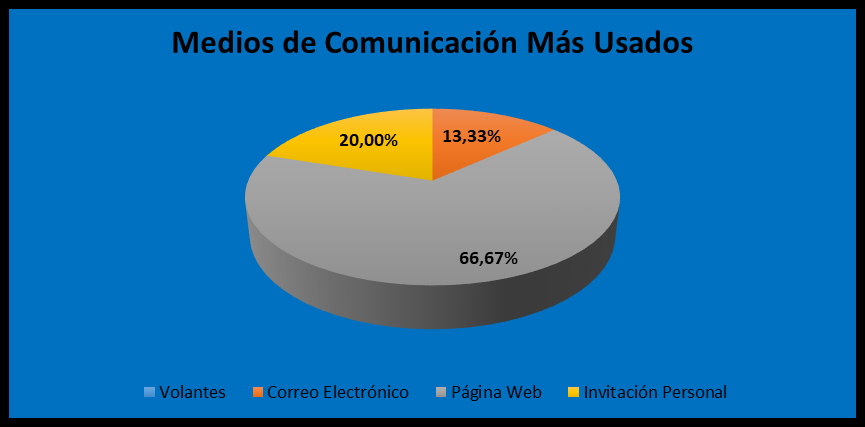 Medios de Comunicación Más Usados
20,00%
13,33%
66,67%
Volantes Correo Electrónico Página Web Invitación Personal